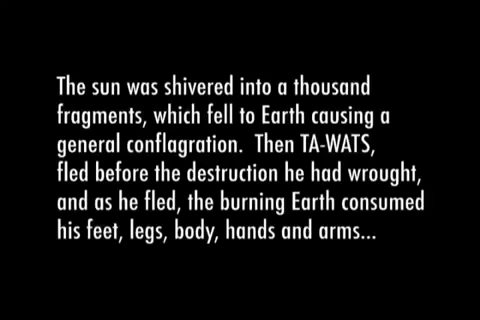 The sun was shivered into a thousand
fragments, which fell to Earth causing a
general conflagration.  Then TA-WATS,
fled before the destruction he had wrought,
and as he fled, the burning Earth consumed
his feet, legs, body, hands and arms...